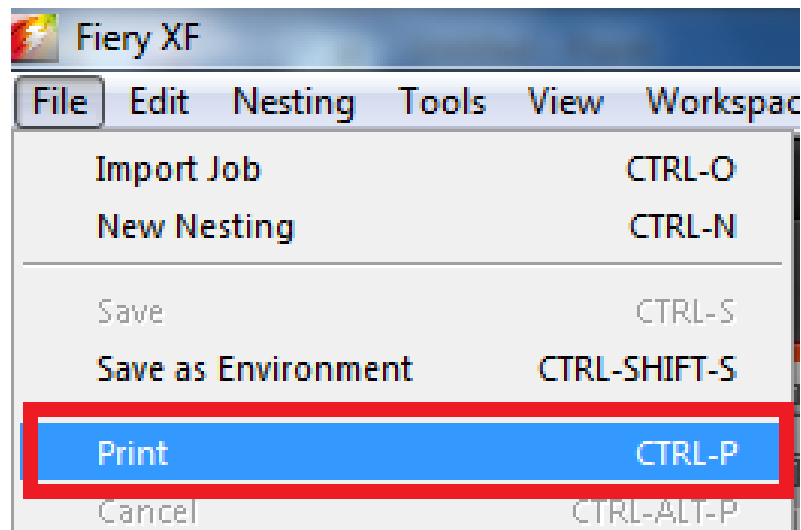 Fiery XF
File Edit Nesting Tools View Workspac
Import Job CTRL-O
New Nesting CTRL-N
Save CTRL-S
Save as Environment CTRL-SHIFT-S
Print CTRL-P
Cancel CTRL-ALT-P